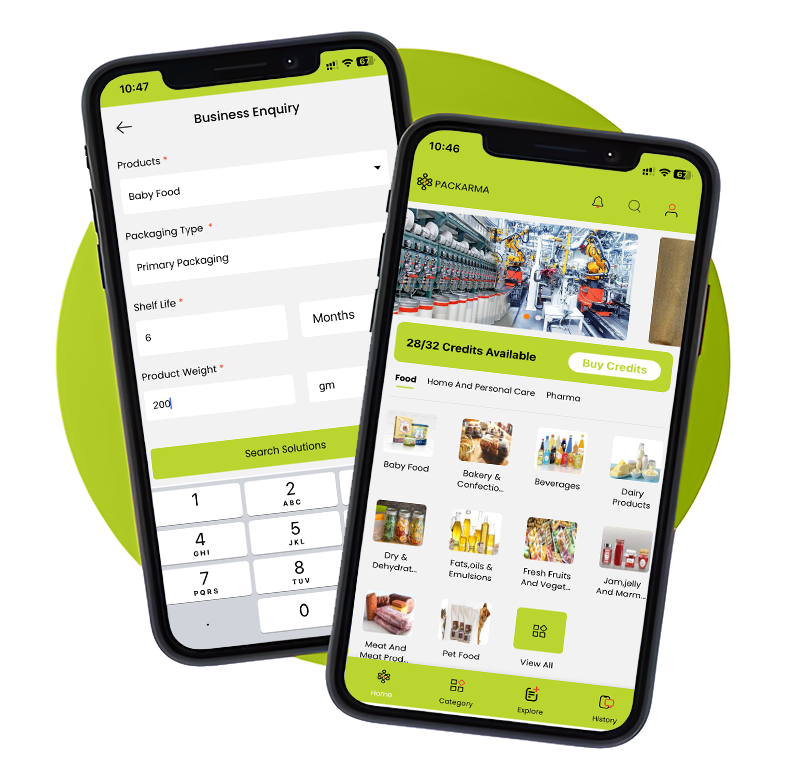 10:47
67
Business Enquiry
Products *
Baby Food
Packaging Type *
Primary Packaging
Shelf Life *
6
Months
Product Weight *
200
gm
Search Solutions
1
2
ABC
4
GHI
5
JKL
7
PQRS
8
TUV
.
0
10:46
67
PACKARMA
28/32 Credits Available
Buy Credits
Food
Home And Personal Care
Pharma
Baby Food
Bakery &
Confectio...
Beverages
Dairy
Products
Dry &
Dehydrat...
Fats,oils &
Emulsions
Fresh Fruits
And Veget...
Jam,jelly
And Marm...
Meat And
Meat Prod...
Pet Food
View All
Home
Category
Explore
History